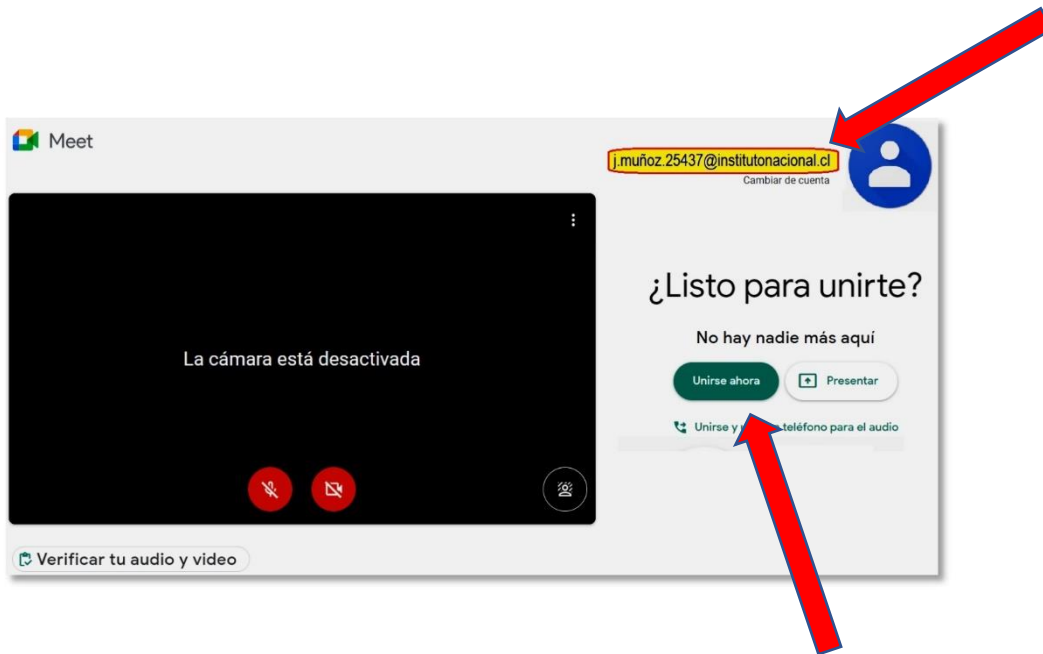 Meet
j.muñoz.25437@institutonacional.cl
Cambiar de cuenta
La cámara está desactivada
¿Listo para unirte?
No hay nadie más aquí
Unirse ahora
Presentar
Unirse y teléfono para el audio
Verificar tu audio y video